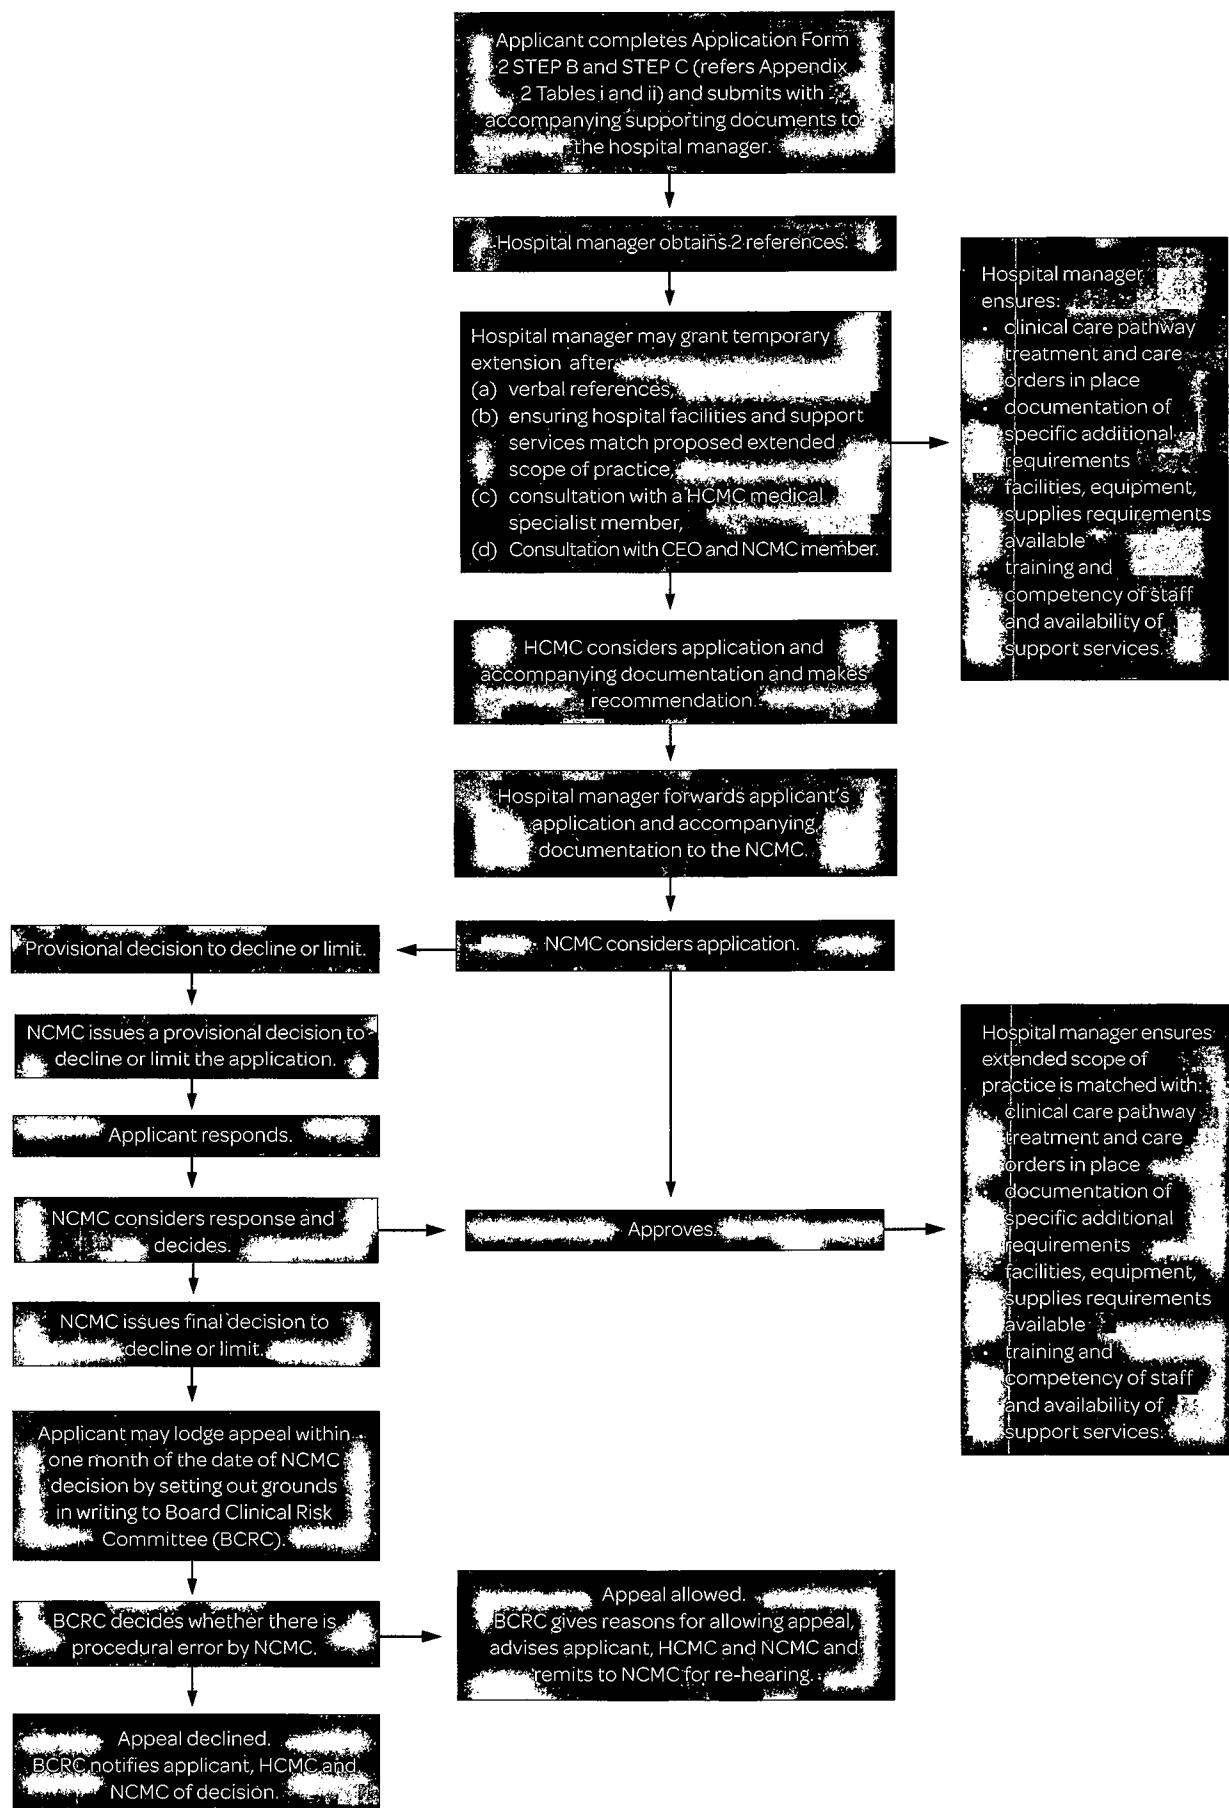 Applicant completes Application Form
2 STEP B and STEP C (refers Appendix
2 Tables i and ii) and submits with
accompanying supporting documents to
the hospital manager.
Hospital manager obtains 2 references.
Hospital manager may grant temporary
extension after
(a) verbal references,
(b) ensuring hospital facilities and support
services match proposed extended
scope of practice,
(c) consultation with a HCMC medical
specialist member,
(d) Consultation with CEO and NCMC member.
Hospital manager
ensures:
• clinical care pathway
treatment and care
orders in place
• documentation of
specific additional
requirements
facilities, equipment,
supplies requirements
available
• training and
competency of staff
and availability of
support services.
HCMC considers application and
accompanying documentation and makes
recommendation.
Hospital manager forwards applicant's
application and accompanying
documentation to the NCMC.
NCMC considers application.
Provisional decision to decline or limit.
NCMC issues a provisional decision to
decline or limit the application.
Applicant responds.
NCMC considers response and
decides.
Approves.
Hospital manager ensures
extended scope of
practice is matched with:
clinical care pathway
treatment and care
orders in place
documentation of
specific additional
requirements
• facilities, equipment,
supplies requirements
available
• training and
competency of staff
and availability of
support services.
NCMC issues final decision to
decline or limit.
Applicant may lodge appeal within
one month of the date of NCMC
decision by setting out grounds
in writing to Board Clinical Risk
Committee (BCRC).
BCRC decides whether there is
procedural error by NCMC.
Appeal allowed.
BCRC gives reasons for allowing appeal,
advises applicant, HCMC and NCMC and
remits to NCMC for re-hearing.
Appeal declined.
BCRC notifies applicant, HCMC and
NCMC of decision.